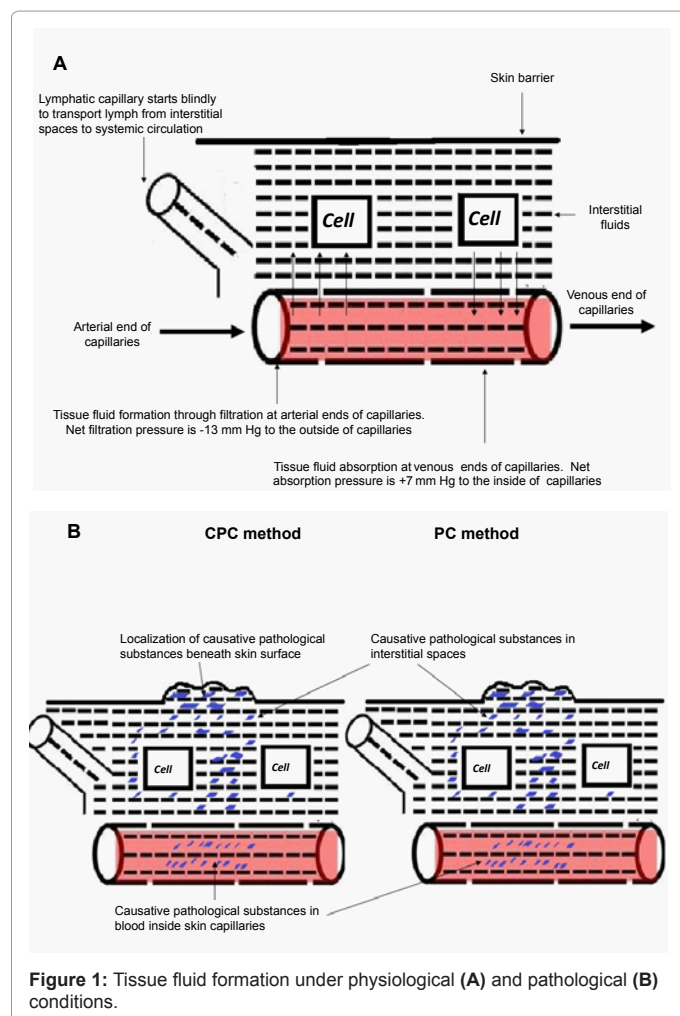 A
Skin barrier
Lymphatic capillary starts blindly
to transport lymph from interstitial
spaces to systemic circulation
Cell
Cell
Interstitial
fluids
Arterial end of
capillaries
Venous end of
capillaries
Tissue fluid formation through filtration at arterial ends of capillaries.
Net filtration pressure is -13 mm Hg to the outside of capillaries
Tissue fluid absorption at venous ends of capillaries. Net
absorption pressure is +7 mm Hg to the inside of capillaries
B
CPC method
PC method
Localization of causative pathological
substances beneath skin surface
Causative pathological substances in
interstitial spaces
Cell
Cell
Cell
Cell
Causative pathological substances in
blood inside skin capillaries
Figure 1: Tissue fluid formation under physiological (A) and pathological (B)
conditions.